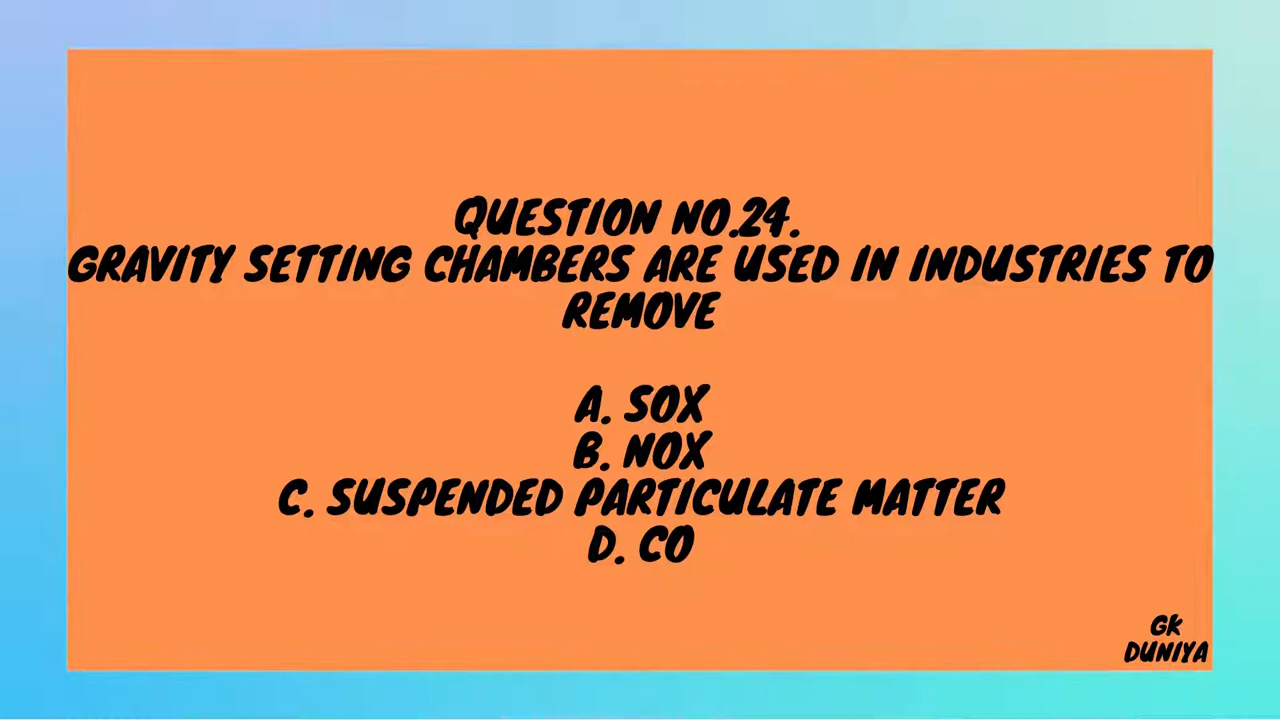 QUESTION NO.24.
GRAVITY SETTING CHAMBERS ARE USED IN INDUSTRIES TO
REMOVE
A. SOX
B. NOX
C. SUSPENDED PARTICULATE MATTER
D. CO
GK
DUNIYA